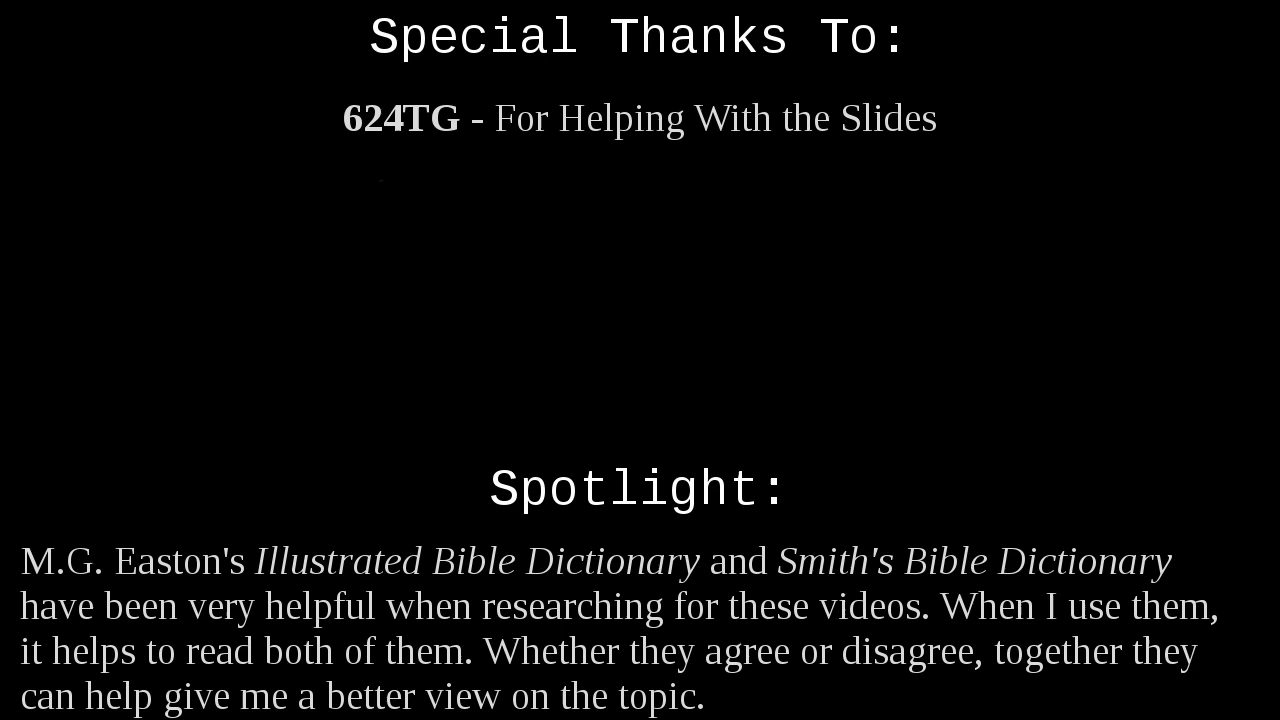 Special Thanks To:
624TG - For Helping With the Slides
Spotlight:
M.G. Easton's Illustrated Bible Dictionary and Smith's Bible Dictionary
have been very helpful when researching for these videos. When I use them,
it helps to read both of them. Whether they agree or disagree, together they
can help give me a better view on the topic.